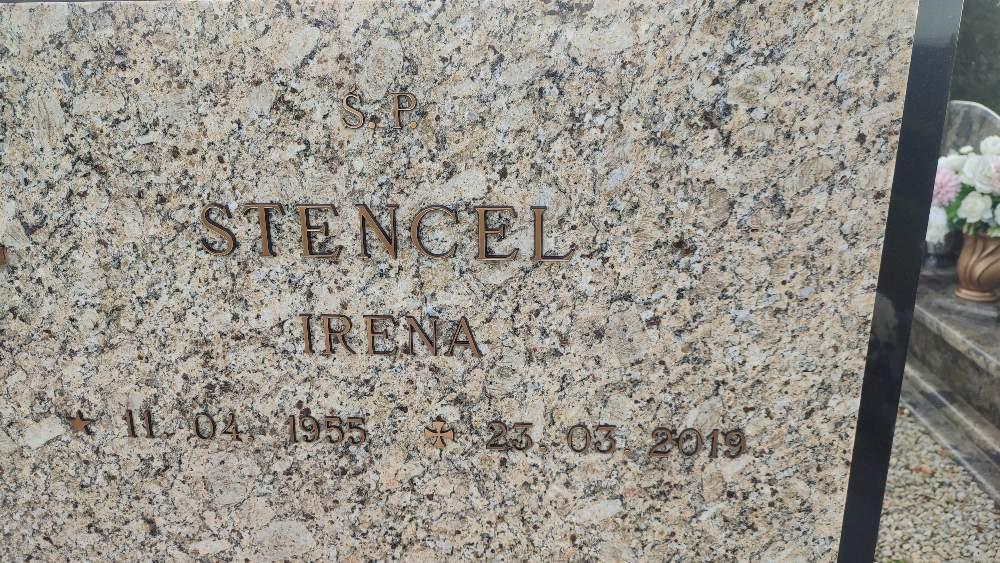 Ś.P.
STENCEL
IRENA
11. 04. 1955 23. 03. 2019